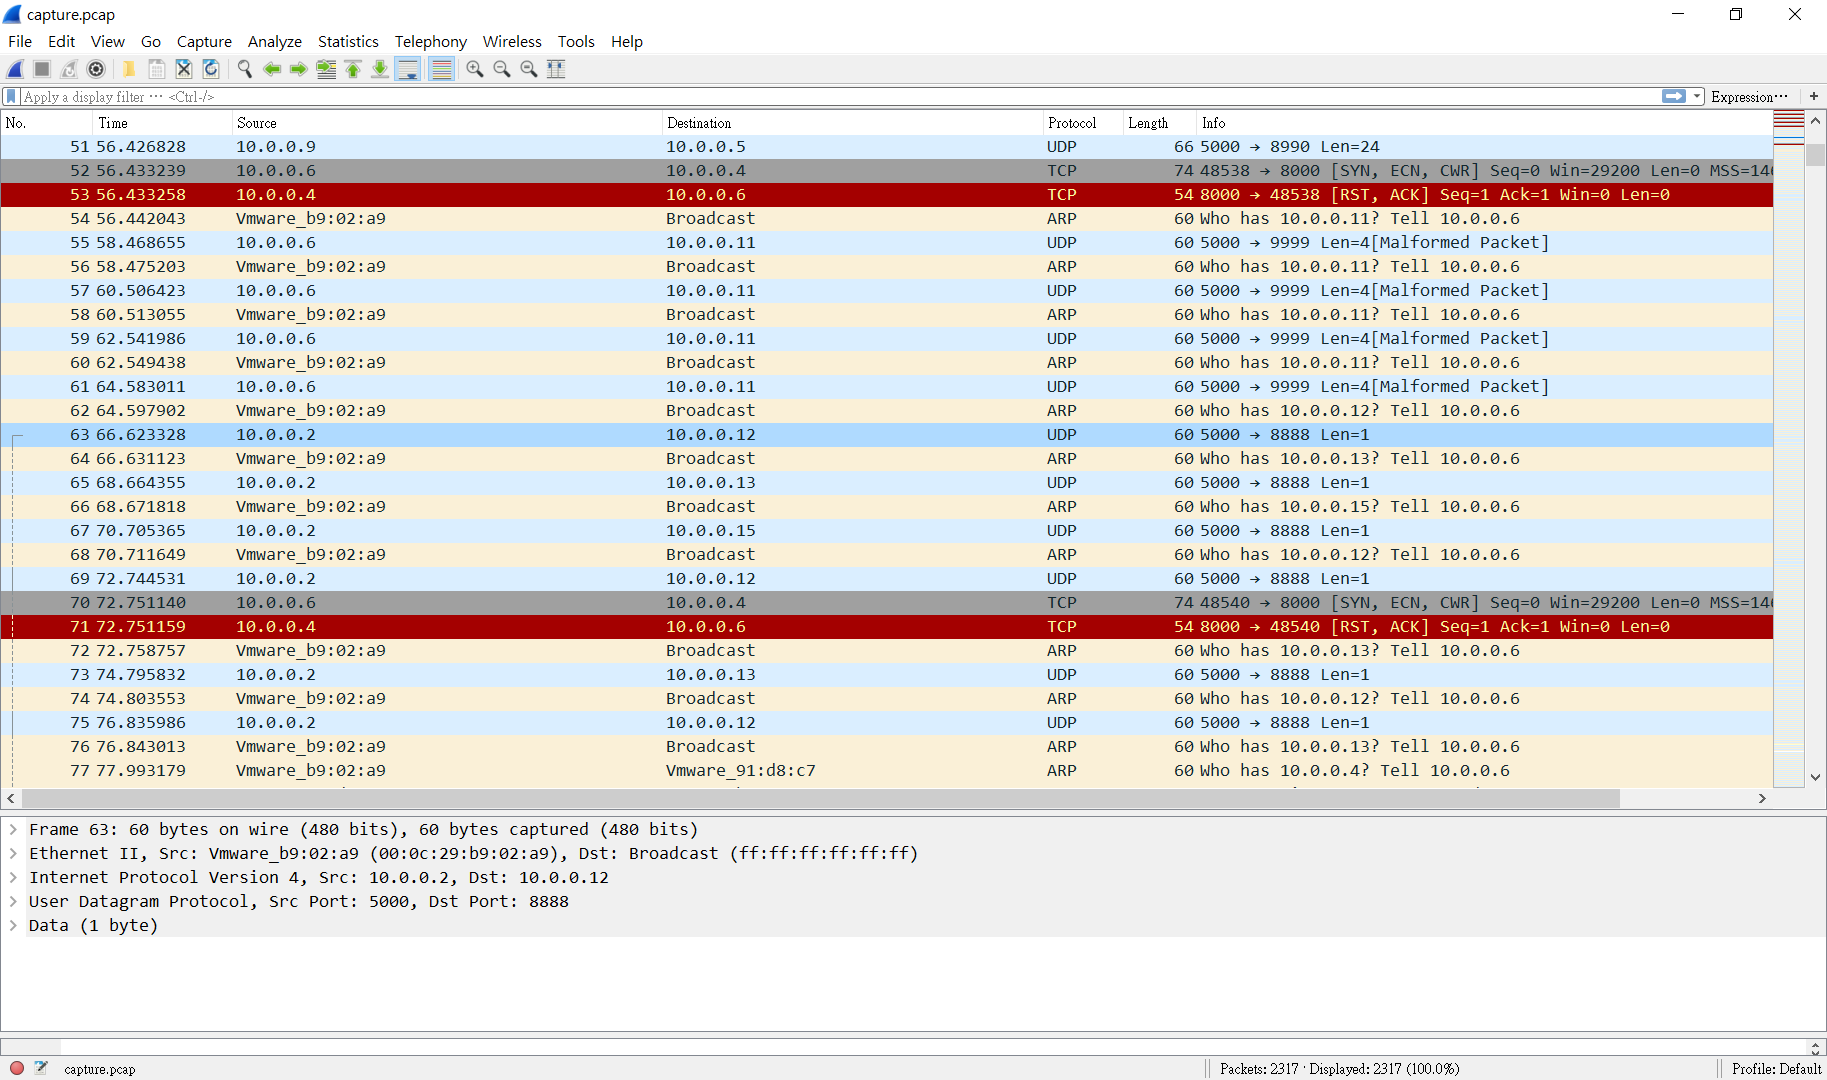 capture.pcap
File Edit View Go Capture Analyze Statistics Telephony Wireless Tools Help
Apply a display filter ··· <Ctrl-/> Expression··· +
No. Time Source Destination Protocol Length Info
51 56.426828 10.0.0.9 10.0.0.5 UDP 66 5000 → 8990 Len=24
52 56.433239 10.0.0.6 10.0.0.4 TCP 74 48538 → 8000 [SYN, ECN, CWR] Seq=0 Win=29200 Len=0 MSS=146
53 56.433258 10.0.0.4 10.0.0.6 TCP 54 8000 → 48538 [RST, ACK] Seq=1 Ack=1 Win=0 Len=0
54 56.442043 Vmware_b9:02:a9 Broadcast ARP 60 Who has 10.0.0.11? Tell 10.0.0.6
55 58.468655 10.0.0.6 10.0.0.11 UDP 60 5000 → 9999 Len=4[Malformed Packet]
56 58.475203 Vmware_b9:02:a9 Broadcast ARP 60 Who has 10.0.0.11? Tell 10.0.0.6
57 60.506423 10.0.0.6 10.0.0.11 UDP 60 5000 → 9999 Len=4[Malformed Packet]
58 60.513055 Vmware_b9:02:a9 Broadcast ARP 60 Who has 10.0.0.11? Tell 10.0.0.6
59 62.541986 10.0.0.6 10.0.0.11 UDP 60 5000 → 9999 Len=4[Malformed Packet]
60 62.549438 Vmware_b9:02:a9 Broadcast ARP 60 Who has 10.0.0.11? Tell 10.0.0.6
61 64.583011 10.0.0.6 10.0.0.11 UDP 60 5000 → 9999 Len=4[Malformed Packet]
62 64.597902 Vmware_b9:02:a9 Broadcast ARP 60 Who has 10.0.0.12? Tell 10.0.0.6
63 66.623328 10.0.0.2 10.0.0.12 UDP 60 5000 → 8888 Len=1
64 66.631123 Vmware_b9:02:a9 Broadcast ARP 60 Who has 10.0.0.13? Tell 10.0.0.6
65 68.664355 10.0.0.2 10.0.0.13 UDP 60 5000 → 8888 Len=1
66 68.671818 Vmware_b9:02:a9 Broadcast ARP 60 Who has 10.0.0.15? Tell 10.0.0.6
67 70.705365 10.0.0.2 10.0.0.15 UDP 60 5000 → 8888 Len=1
68 70.711649 Vmware_b9:02:a9 Broadcast ARP 60 Who has 10.0.0.12? Tell 10.0.0.6
69 72.744531 10.0.0.2 10.0.0.12 UDP 60 5000 → 8888 Len=1
70 72.751140 10.0.0.6 10.0.0.4 TCP 74 48540 → 8000 [SYN, ECN, CWR] Seq=0 Win=29200 Len=0 MSS=146
71 72.751159 10.0.0.4 10.0.0.6 TCP 54 8000 → 48540 [RST, ACK] Seq=1 Ack=1 Win=0 Len=0
72 72.758757 Vmware_b9:02:a9 Broadcast ARP 60 Who has 10.0.0.13? Tell 10.0.0.6
73 74.795832 10.0.0.2 10.0.0.13 UDP 60 5000 → 8888 Len=1
74 74.803553 Vmware_b9:02:a9 Broadcast ARP 60 Who has 10.0.0.12? Tell 10.0.0.6
75 76.835986 10.0.0.2 10.0.0.12 UDP 60 5000 → 8888 Len=1
76 76.843013 Vmware_b9:02:a9 Broadcast ARP 60 Who has 10.0.0.13? Tell 10.0.0.6
77 77.993179 Vmware_b9:02:a9 Vmware_91:d8:c7 ARP 60 Who has 10.0.0.4? Tell 10.0.0.6
Frame 63: 60 bytes on wire (480 bits), 60 bytes captured (480 bits)
Ethernet II, Src: Vmware_b9:02:a9 (00:0c:29:b9:02:a9), Dst: Broadcast (ff:ff:ff:ff:ff:ff)
Internet Protocol Version 4, Src: 10.0.0.2, Dst: 10.0.0.12
User Datagram Protocol, Src Port: 5000, Dst Port: 8888
Data (1 byte)
capture.pcap Packets: 2317 · Displayed: 2317 (100.0%) Profile: Default